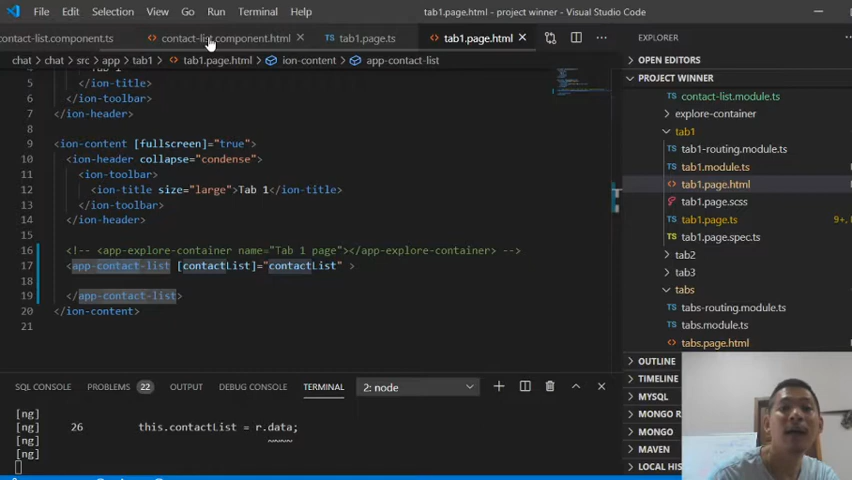 File Edit Selection View Go Run Terminal Help tab1.page.html - project winner - Visual Studio Code
contact-list.component.ts contact-list.component.html tab1.page.ts tab1.page.html
chat chat src app tab1 tab1.page.html ion-content app-contact-list
5 </ion-title>
6 </ion-toolbar>
7 </ion-header>
8
9 <ion-content [fullscreen]="true">
10 <ion-header collapse="condense">
11 <ion-toolbar>
12 <ion-title size="large">Tab 1</ion-title>
13 </ion-toolbar>
14 </ion-header>
15
16 <!-- <app-explore-container name="Tab 1 page"></app-explore-container> -->
17 <app-contact-list [contactList]="contactList" >
18
19 </app-contact-list>
20 </ion-content>
21
EXPLORER
OPEN EDITORS
PROJECT WINNER
contact-list.module.ts
explore-container
tab1
tab1-routing.module.ts
tab1.module.ts
tab1.page.html
tab1.page.scss
tab1.page.ts 9+,
tab1.page.spec.ts
tab2
tab3
tabs
tabs-routing.module.ts
tabs.module.ts
tabs.page.html
OUTLINE
TIMELINE
MYSQL
MONGO
MONGO
MAVEN
LOCAL HIS
SQL CONSOLE PROBLEMS 22 OUTPUT DEBUG CONSOLE TERMINAL 2: node
[ng]
[ng] 26 this.contactList = r.data;
[ng] ~~~~
[ng]